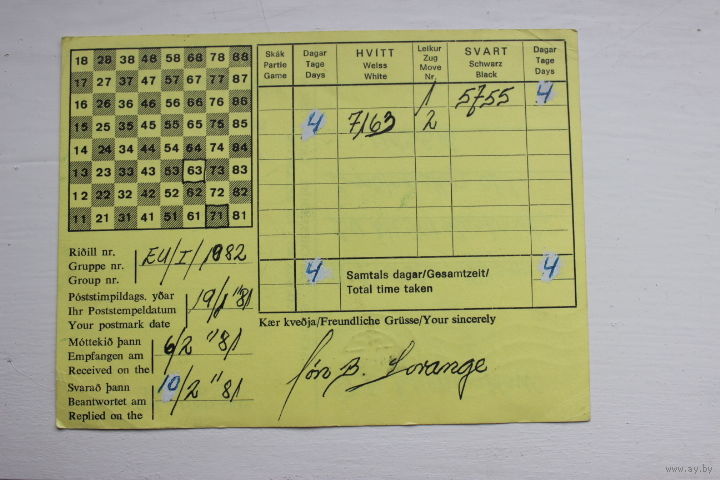 18 28 38 48 58 68 78 88
17 27 37 47 57 67 77 87
16 26 36 46 56 66 76 86
15 25 35 45 55 65 75 85
14 24 34 44 54 64 74 84
13 23 33 43 53 63 73 83
12 22 32 42 52 62 72 82
11 21 31 41 51 61 71 81
Skák Dagar HVITT Leikur SVART Dagar
Partie Tage Weiss Zug Schwarz Tage
Game Days White Move Black Days
Nr.
1 5755 4
4 7163 2
4 Samtals dagar/Gesamtzeit/ 4
Total time taken
Riðill nr.
Gruppe nr. EU/I/1982
Group nr.
Póststimpildags. yðar
Ihr Poststempeldatum 19/1 "81
Your postmark date
Móttekið þann
Empfangen am 6/2 "81
Received on the
Svarað þann
Beantwortet am 10/2 "81
Replied on the
Kær kveðja/Freundliche Grüsse/Your sincerely
Jón B. Lorange
www.ay.by